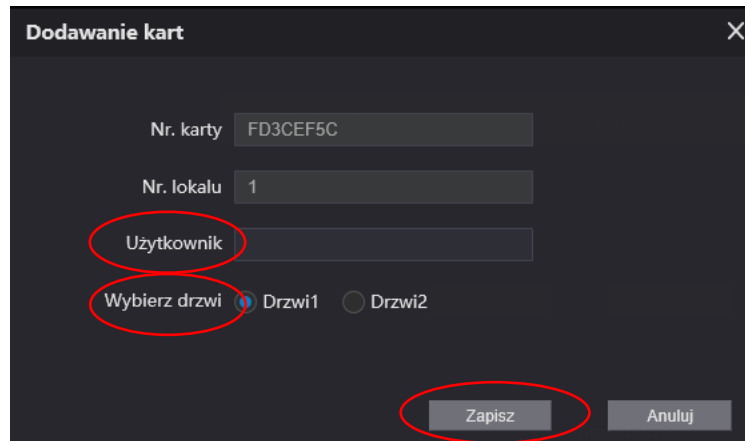 Dodawanie kart
Nr. karty FD3CEF5C
Nr. lokalu 1
Użytkownik
Wybierz drzwi Drzwi1 Drzwi2
Zapisz Anuluj